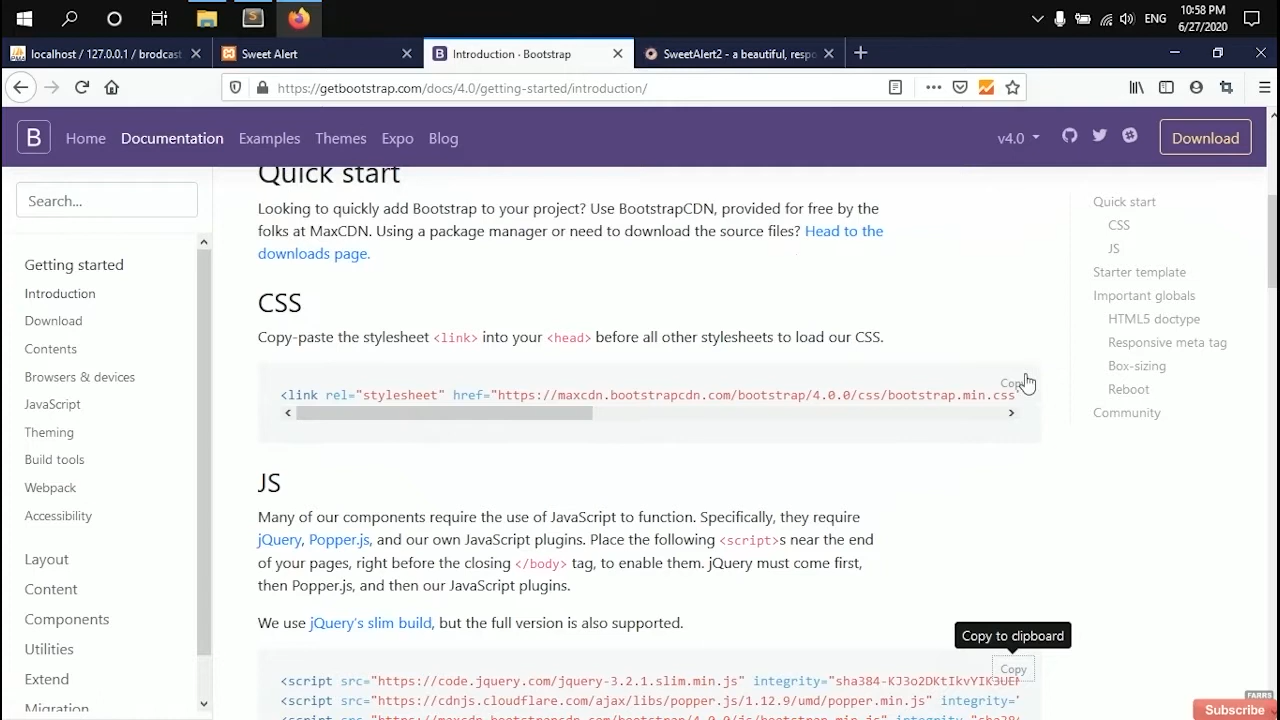 10:58 PM
ENG
6/27/2020
localhost / 127.0.0.1 / brodcast
Sweet Alert
Introduction · Bootstrap
SweetAlert2 - a beautiful, respo
https://getbootstrap.com/docs/4.0/getting-started/introduction/
B Home Documentation Examples Themes Expo Blog v4.0 Download
Search...
Getting started
Introduction
Download
Contents
Browsers & devices
JavaScript
Theming
Build tools
Webpack
Accessibility
Layout
Content
Components
Utilities
Extend
Migration
Quick start
Looking to quickly add Bootstrap to your project? Use BootstrapCDN, provided for free by the
folks at MaxCDN. Using a package manager or need to download the source files? Head to the
downloads page.
CSS
Copy-paste the stylesheet <link> into your <head> before all other stylesheets to load our CSS.
<link rel="stylesheet" href="https://maxcdn.bootstrapcdn.com/bootstrap/4.0.0/css/bootstrap.min.css"
JS
Many of our components require the use of JavaScript to function. Specifically, they require
jQuery, Popper.js, and our own JavaScript plugins. Place the following <script>s near the end
of your pages, right before the closing </body> tag, to enable them. jQuery must come first,
then Popper.js, and then our JavaScript plugins.
We use jQuery's slim build, but the full version is also supported.
Copy to clipboard
Copy
<script src="https://code.jquery.com/jquery-3.2.1.slim.min.js" integrity="sha384-KJ3o2DKtIkvYIK3UEN
<script src="https://cdnjs.cloudflare.com/ajax/libs/popper.js/1.12.9/umd/popper.min.js" integrity="
Quick start
CSS
JS
Starter template
Important globals
HTML5 doctype
Responsive meta tag
Box-sizing
Reboot
Community
FARRS
Subscribe